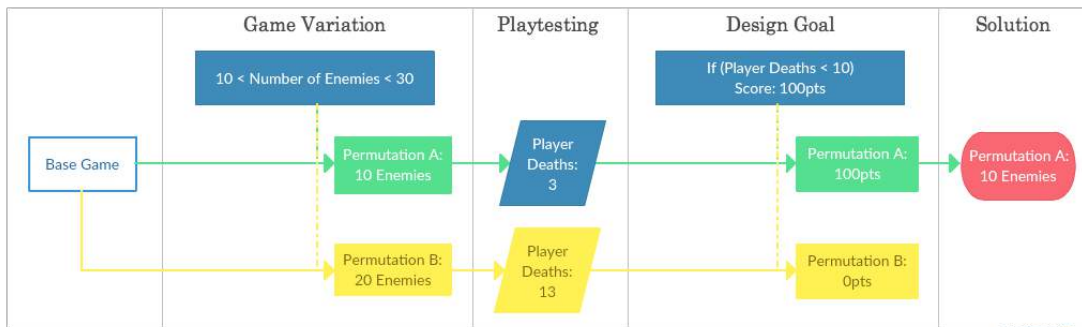 Game Variation
Playtesting
Design Goal
Solution
10 < Number of Enemies < 30
If (Player Deaths < 10)
Score: 100pts
Base Game
Permutation A:
10 Enemies
Player
Deaths:
3
Permutation A:
100pts
Permutation A:
10 Enemies
Permutation B:
20 Enemies
Player
Deaths:
13
Permutation B:
0pts